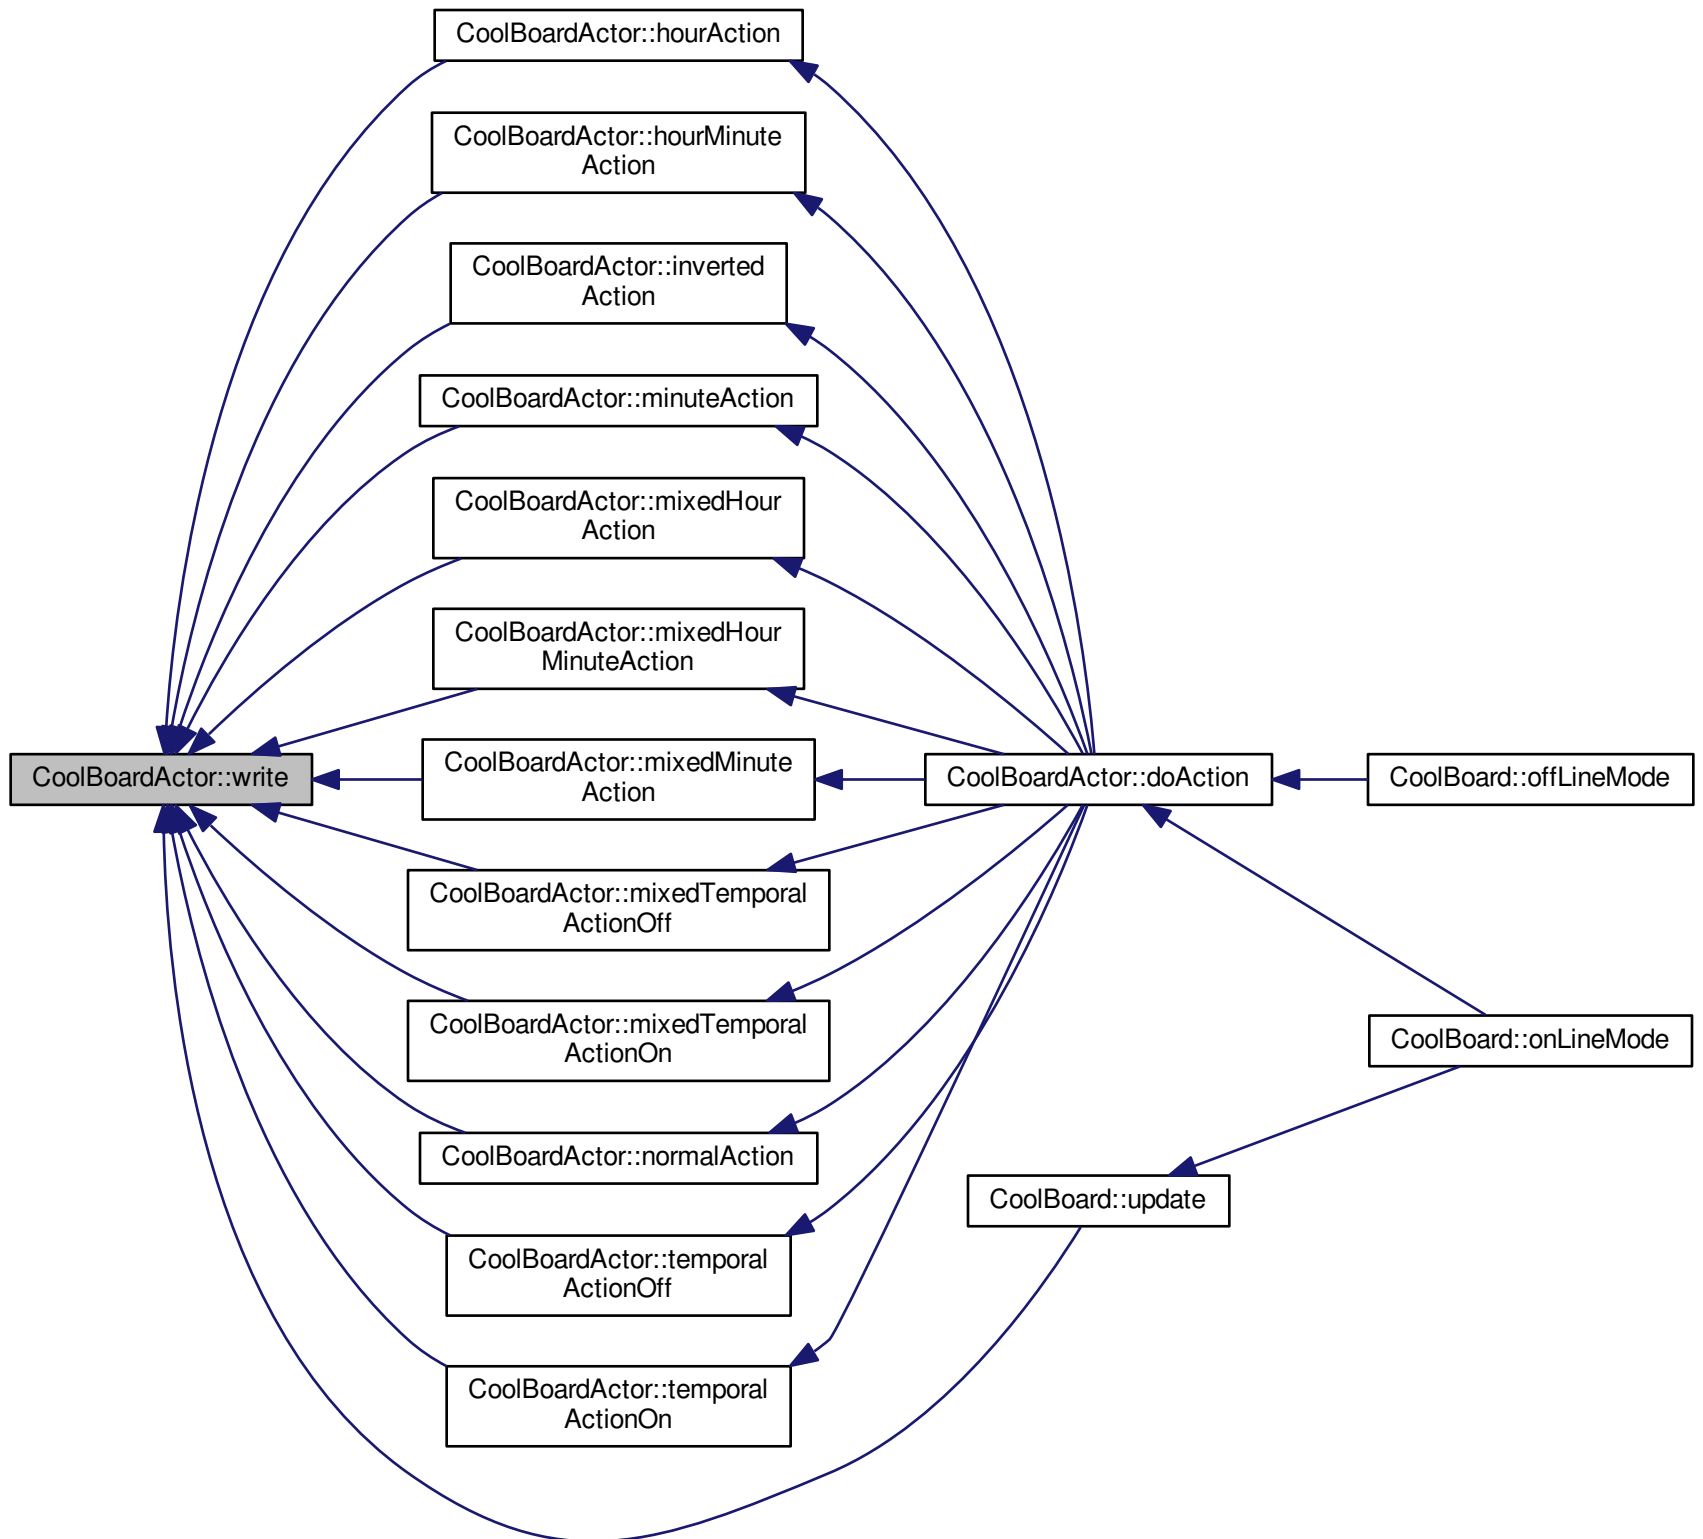 CoolBoardActor::hourAction
CoolBoardActor::hourMinute
Action
CoolBoardActor::inverted
Action
CoolBoardActor::minuteAction
CoolBoardActor::mixedHour
Action
CoolBoardActor::mixedHour
MinuteAction
CoolBoardActor::write
CoolBoardActor::mixedMinute
Action
CoolBoardActor::doAction
CoolBoard::offLineMode
CoolBoardActor::mixedTemporal
ActionOff
CoolBoardActor::mixedTemporal
ActionOn
CoolBoard::onLineMode
CoolBoardActor::normalAction
CoolBoard::update
CoolBoardActor::temporal
ActionOff
CoolBoardActor::temporal
ActionOn